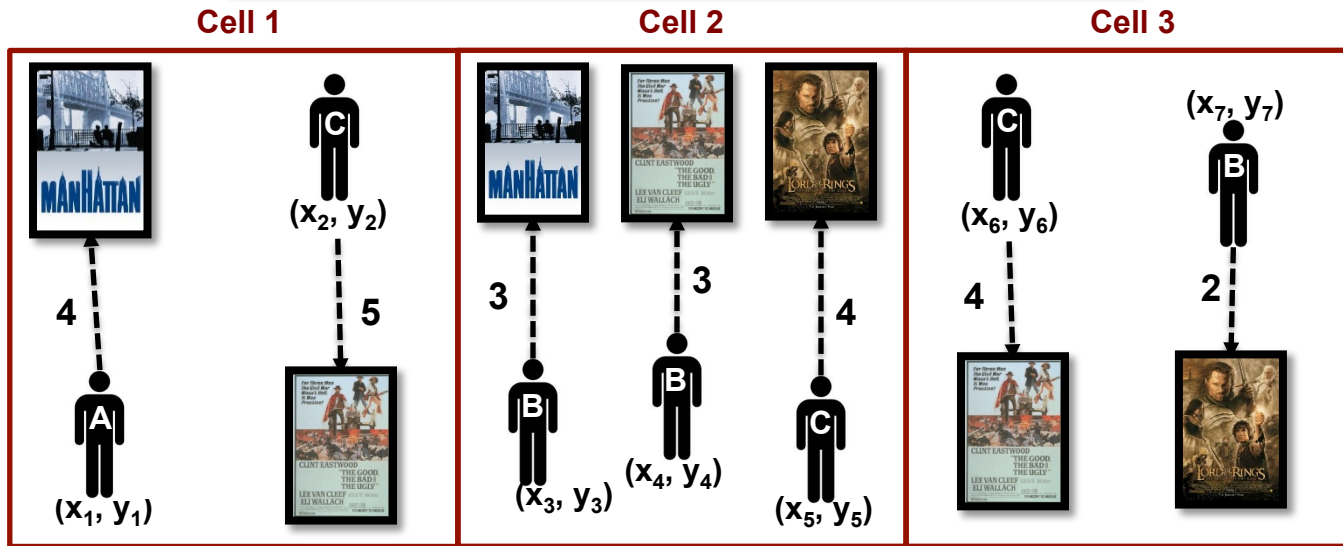 Cell 1
Cell 2
Cell 3
MANHATTAN
C
(x₂, y₂)
4
5
A
(x₁, y₁)
CLINT EASTWOOD
"THE GOOD,
THE BAD &
THE UGLY"
LEE VAN CLEEF
ELI WALLACH
MANHATTAN
CLINT EASTWOOD
"THE GOOD,
THE BAD &
THE UGLY"
LEE VAN CLEEF
ELI WALLACH
LORD OF THE RINGS
3
3
4
B
B
C
(x₃, y₃)
(x₄, y₄)
(x₅, y₅)
C
(x₆, y₆)
(x₇, y₇)
B
4
2
CLINT EASTWOOD
"THE GOOD,
THE BAD &
THE UGLY"
LEE VAN CLEEF
ELI WALLACH
LORD OF THE RINGS